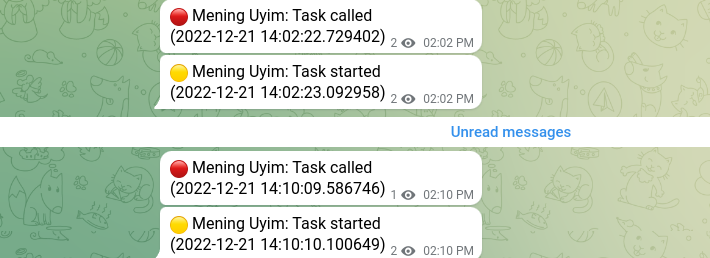 🔴 Mening Uyim: Task called
(2022-12-21 14:02:22.729402) 2 02:02 PM
🟡 Mening Uyim: Task started
(2022-12-21 14:02:23.092958) 2 02:02 PM
Unread messages
🔴 Mening Uyim: Task called
(2022-12-21 14:10:09.586746) 1 02:10 PM
🟡 Mening Uyim: Task started
(2022-12-21 14:10:10.100649) 2 02:10 PM